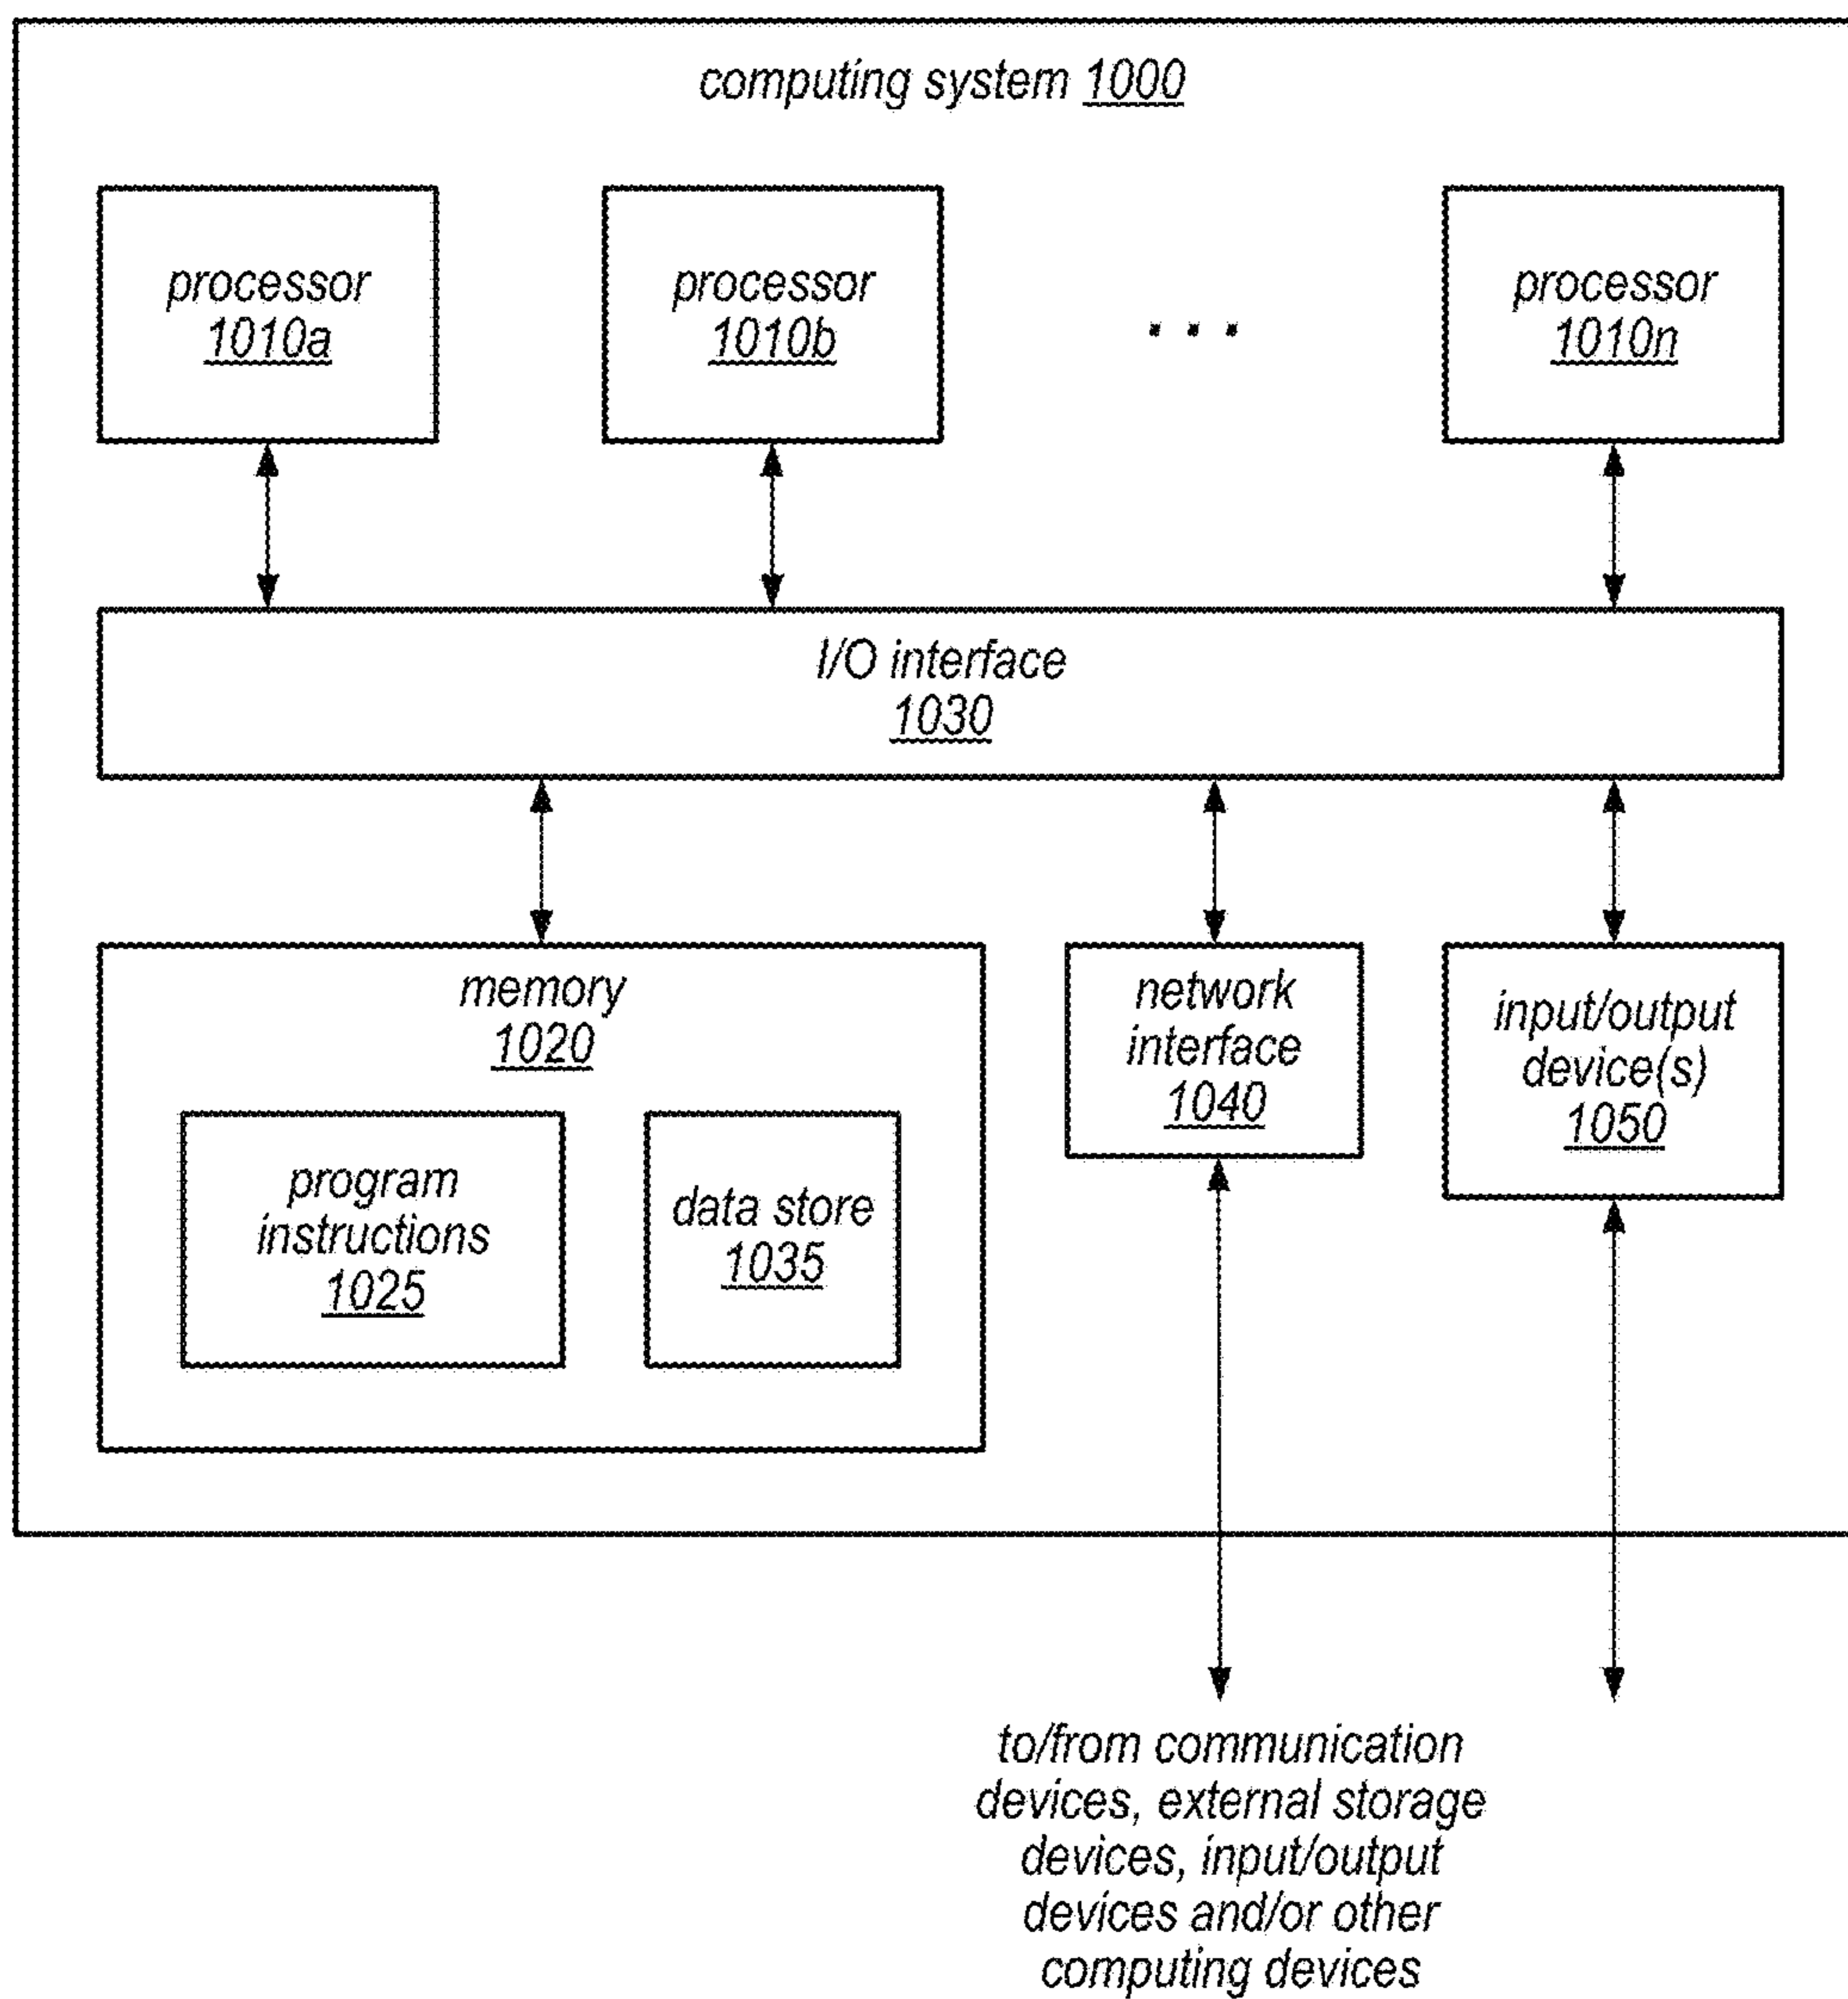 computing system 1000
processor
1010a
processor
1010b
. . .
processor
1010n
I/O interface
1030
memory
1020
program
instructions
1025
data store
1035
network
interface
1040
input/output
device(s)
1050
to/from communication
devices, external storage
devices, input/output
devices and/or other
computing devices